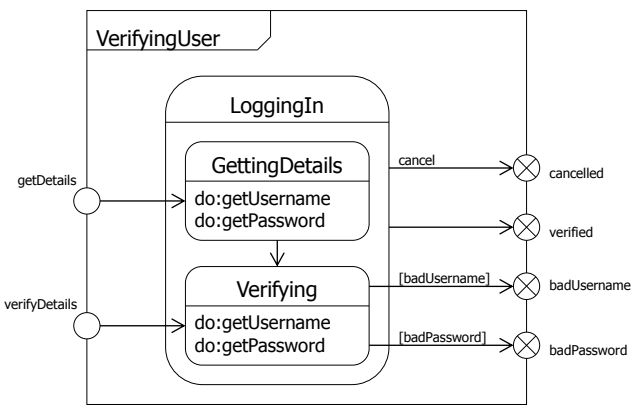 VerifyingUser
LoggingIn
GettingDetails
cancel
cancelled
getDetails
do:getUsername
do:getPassword
verified
Verifying
[badUsername]
badUsername
verifyDetails
do:getUsername
do:getPassword
[badPassword]
badPassword